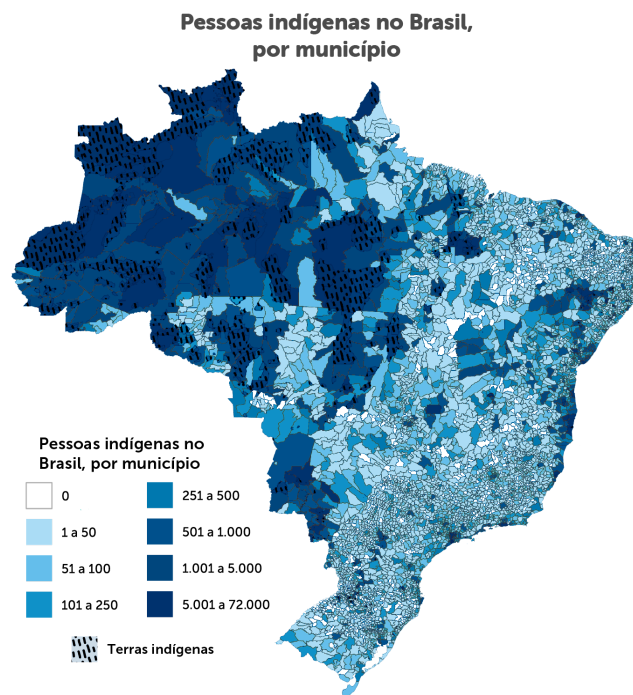 Pessoas indígenas no Brasil,
por município
Pessoas indígenas no
Brasil, por município
0
1 a 50
51 a 100
101 a 250
251 a 500
501 a 1.000
1.001 a 5.000
5.001 a 72.000
Terras indígenas